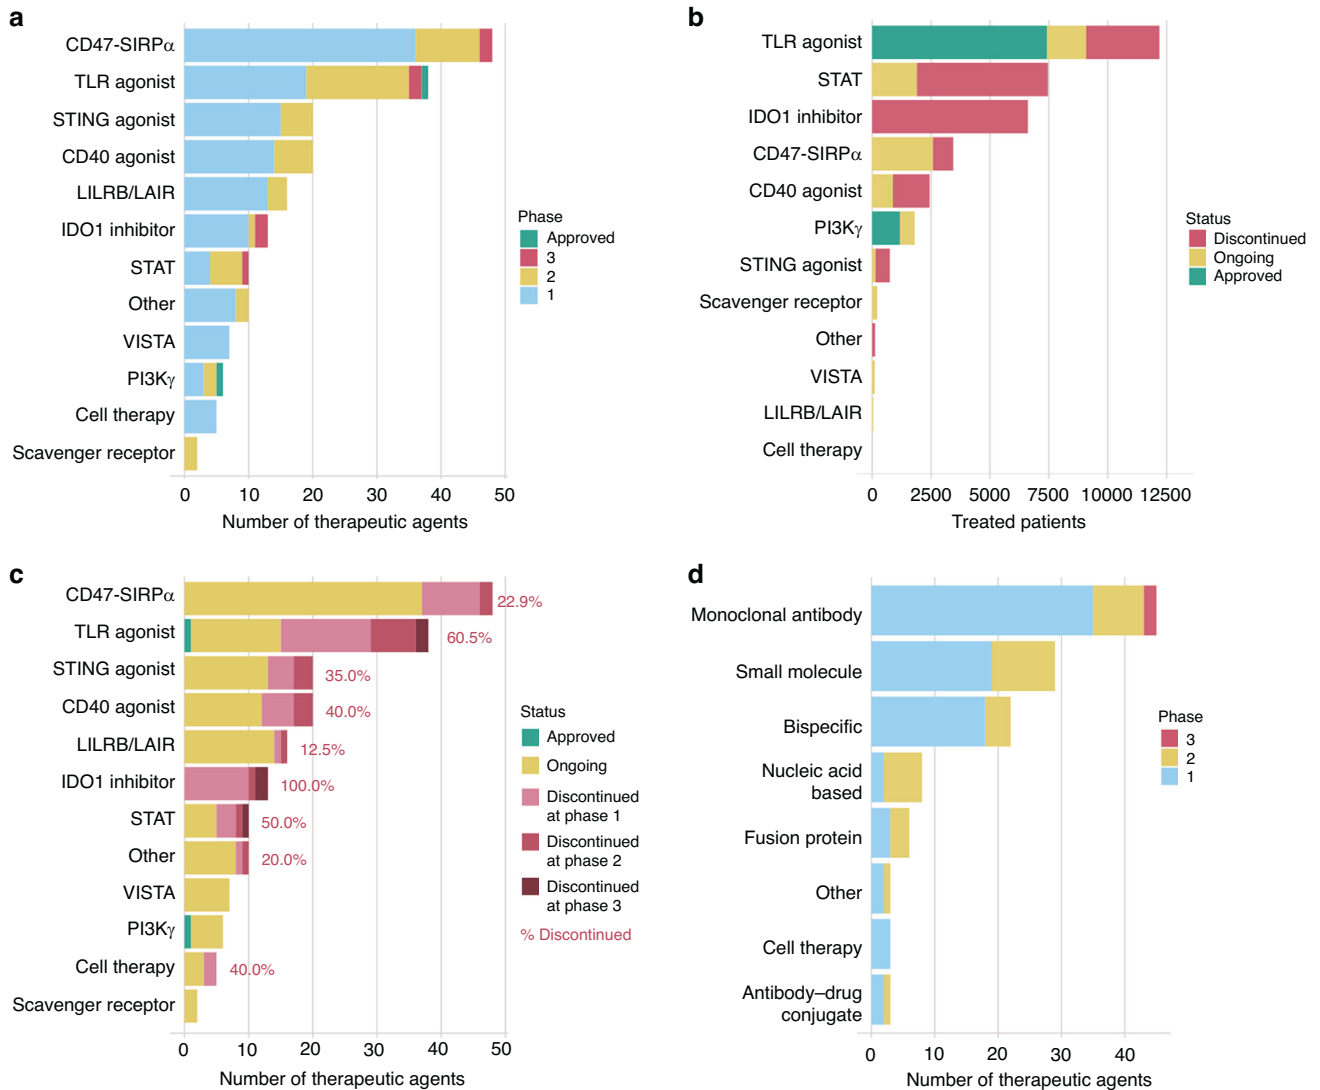 a
CD47-SIRPα
TLR agonist
STING agonist
CD40 agonist
LILRB/LAIR
IDO1 inhibitor
STAT
Other
VISTA
PI3Kγ
Cell therapy
Scavenger receptor
0 10 20 30 40 50
Number of therapeutic agents
Phase
Approved
3
2
1
b
TLR agonist
STAT
IDO1 inhibitor
CD47-SIRPα
CD40 agonist
PI3Kγ
STING agonist
Scavenger receptor
Other
VISTA
LILRB/LAIR
Cell therapy
0 2500 5000 7500 10000 12500
Treated patients
Status
Discontinued
Ongoing
Approved
c
CD47-SIRPα 22.9%
TLR agonist 60.5%
STING agonist 35.0%
CD40 agonist 40.0%
LILRB/LAIR 12.5%
IDO1 inhibitor 100.0%
STAT 50.0%
Other 20.0%
VISTA
PI3Kγ
Cell therapy 40.0%
Scavenger receptor
0 10 20 30 40 50
Number of therapeutic agents
Status
Approved
Ongoing
Discontinued
at phase 1
Discontinued
at phase 2
Discontinued
at phase 3
% Discontinued
d
Monoclonal antibody
Small molecule
Bispecific
Nucleic acid
based
Fusion protein
Other
Cell therapy
Antibody–drug
conjugate
0 10 20 30 40
Number of therapeutic agents
Phase
3
2
1